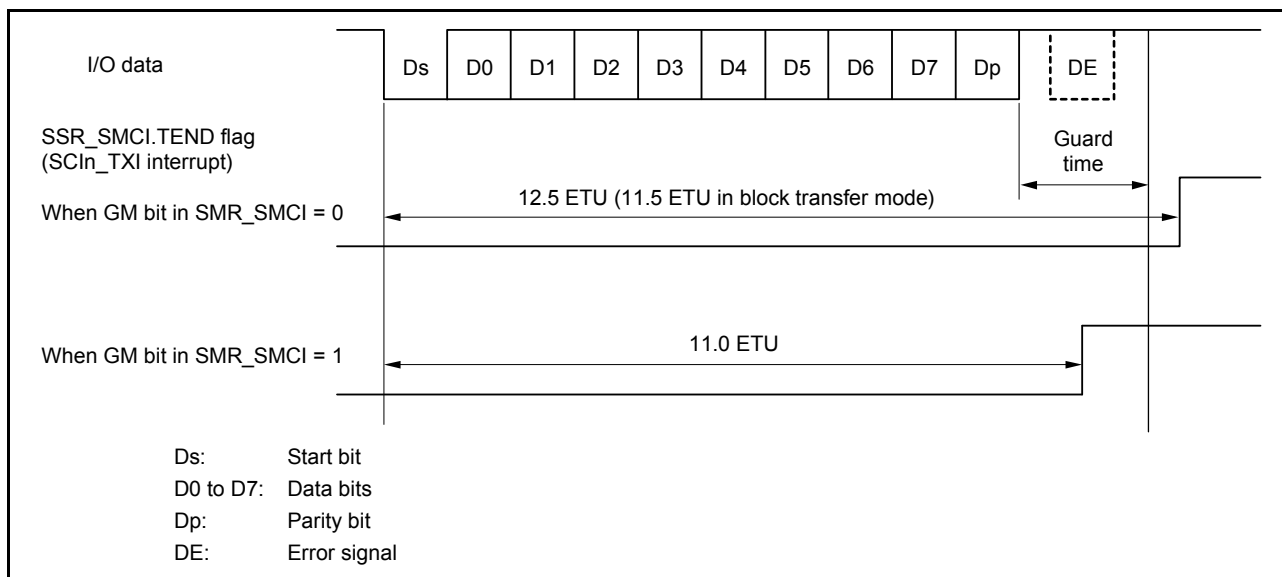 I/O data
Ds D0 D1 D2 D3 D4 D5 D6 D7 Dp DE
SSR_SMCI.TEND flag
(SCIn_TXI interrupt)
Guard
time
When GM bit in SMR_SMCI = 0
12.5 ETU (11.5 ETU in block transfer mode)
When GM bit in SMR_SMCI = 1
11.0 ETU
Ds: Start bit
D0 to D7: Data bits
Dp: Parity bit
DE: Error signal